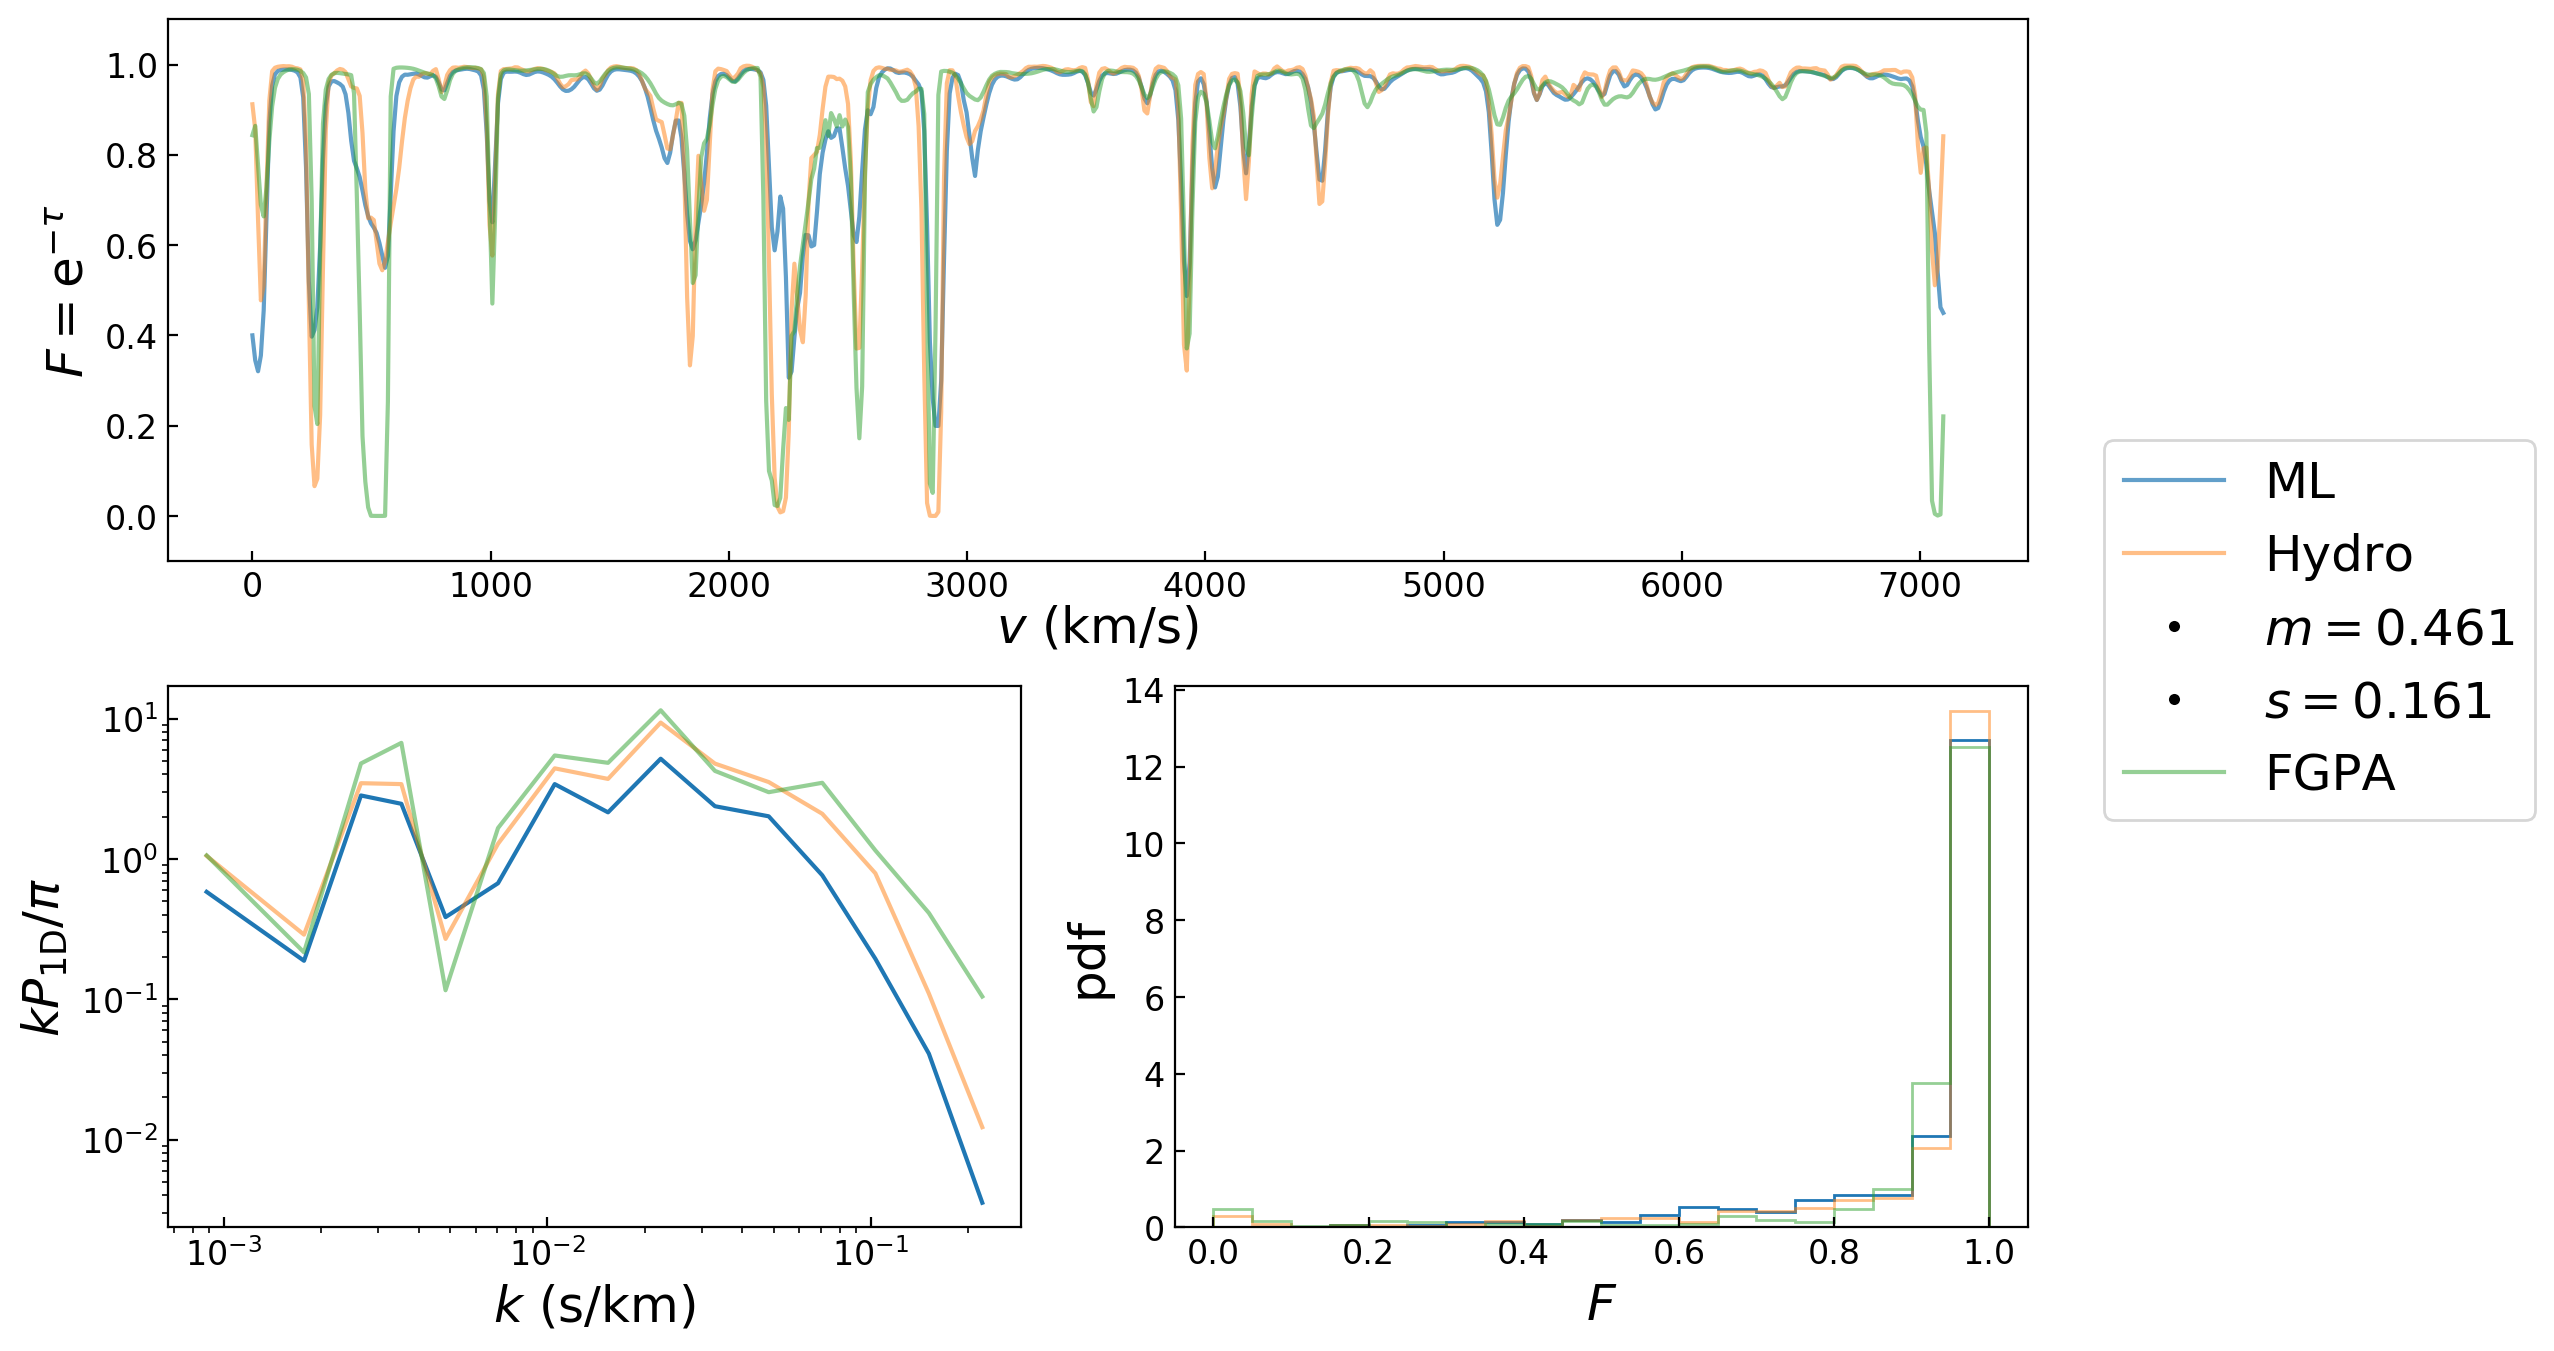 1.0
0.8
0.6
0.4
0.2
0.0
F = e^{−τ}
0 1000 2000 3000 4000 5000 6000 7000
v (km/s)
ML
Hydro
m = 0.461
s = 0.161
FGPA
10^1
10^0
10^{−1}
10^{−2}
kP_{1D}/π
10^{−3} 10^{−2} 10^{−1}
k (s/km)
14
12
10
8
6
4
2
0
pdf
0.0 0.2 0.4 0.6 0.8 1.0
F